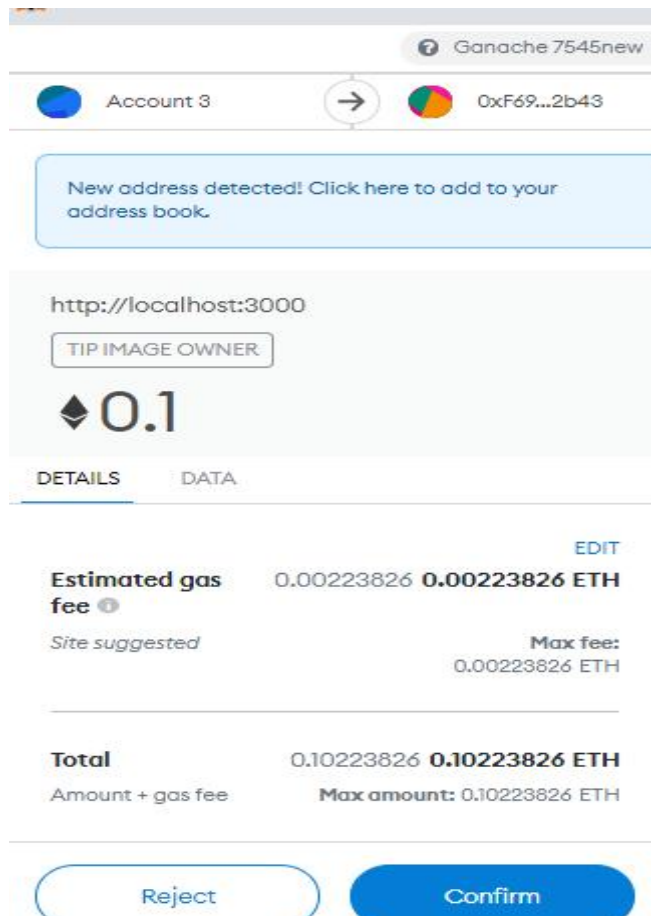 Ganache 7545new
Account 3
0xF69...2b43
New address detected! Click here to add to your
address book.
http://localhost:3000
TIP IMAGE OWNER
0.1
DETAILS DATA
EDIT
Estimated gas 0.00223826 0.00223826 ETH
fee
Site suggested Max fee:
0.00223826 ETH
Total 0.10223826 0.10223826 ETH
Amount + gas fee Max amount: 0.10223826 ETH
Reject Confirm